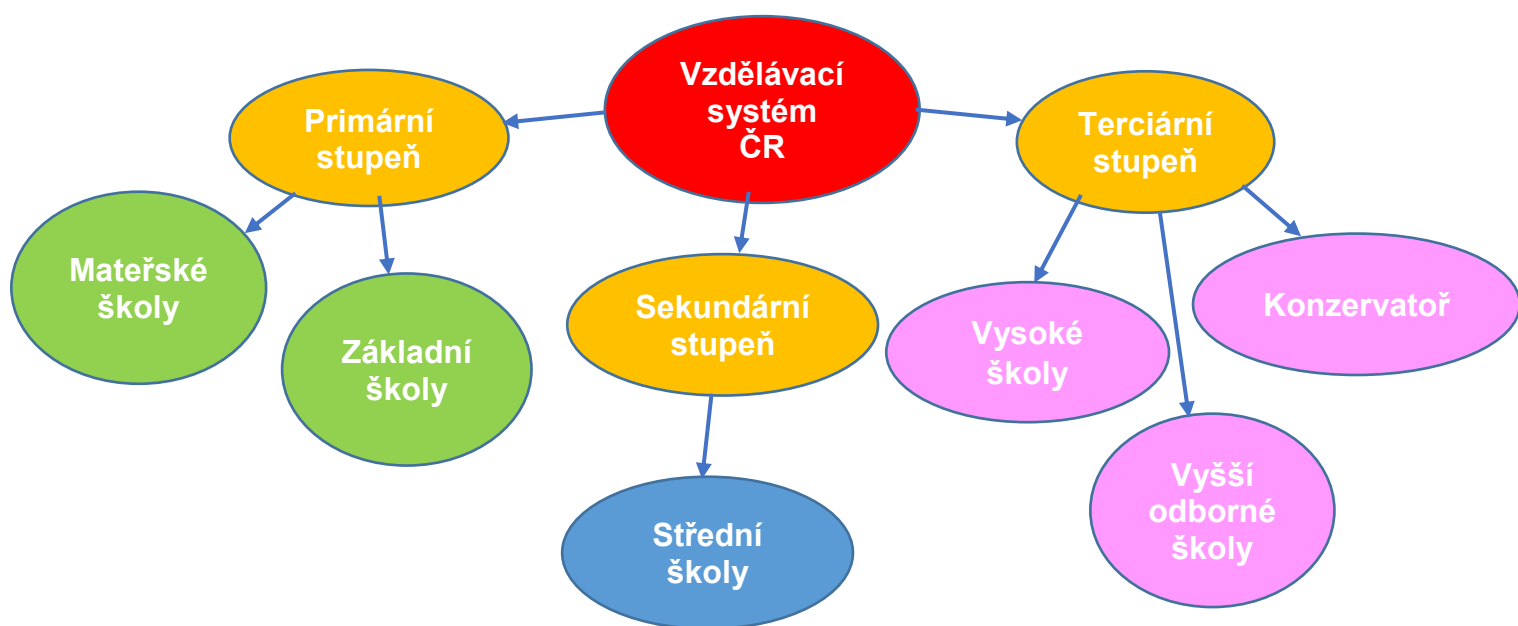 Vzdělávací
systém
ČR
Primární
stupeň
Terciární
stupeň
Mateřské
školy
Základní
školy
Sekundární
stupeň
Vysoké
školy
Konzervatoř
Střední
školy
Vyšší
odborné
školy